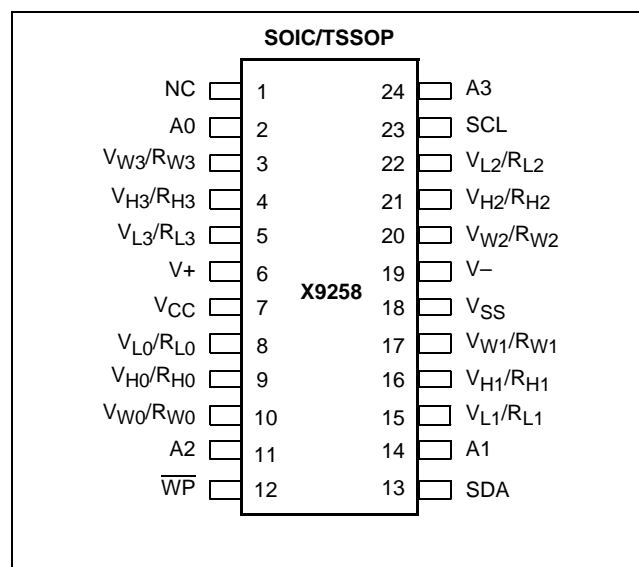 SOIC/TSSOP
NC 1 24 A3
A0 2 23 SCL
VW3/RW3 3 22 VL2/RL2
VH3/RH3 4 21 VH2/RH2
VL3/RL3 5 20 VW2/RW2
V+ 6 19 V–
X9258
VCC 7 18 VSS
VL0/RL0 8 17 VW1/RW1
VH0/RH0 9 16 VH1/RH1
VW0/RW0 10 15 VL1/RL1
A2 11 14 A1
W̅P̅ 12 13 SDA